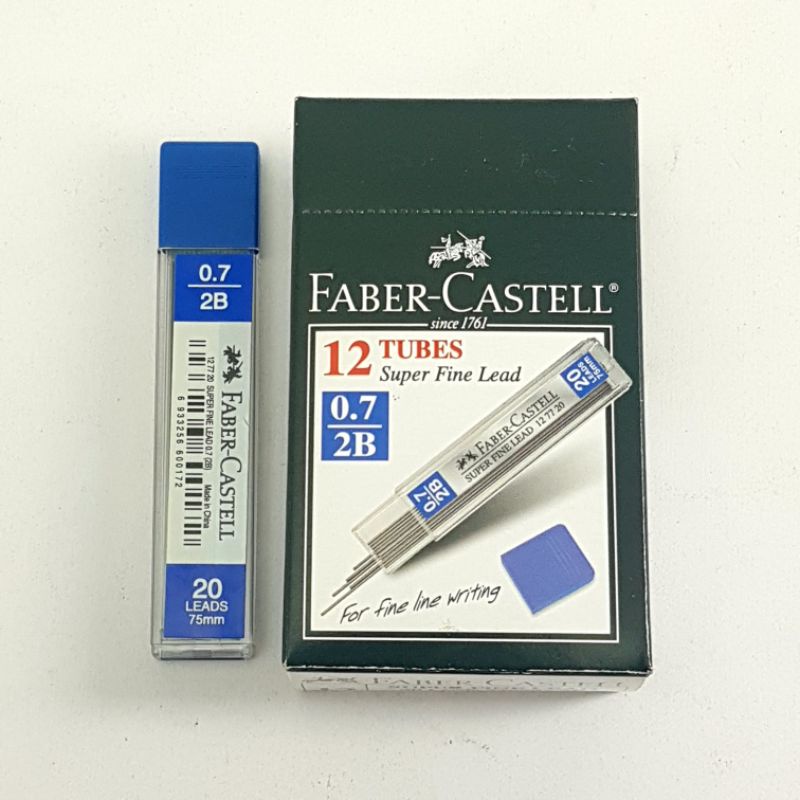 0.7
2B
FABER-CASTELL
12 77 20 SUPER FINE LEAD 0.7 (2B)
Made in China
6 933256 600172
20
LEADS
75mm
FABER-CASTELL®
since 1761
12 TUBES
Super Fine Lead
0.7
2B
20
LEADS
75mm
FABER-CASTELL
SUPER FINE LEAD 12 77 20
0.7
2B
For fine line writing
FABER-CASTELL